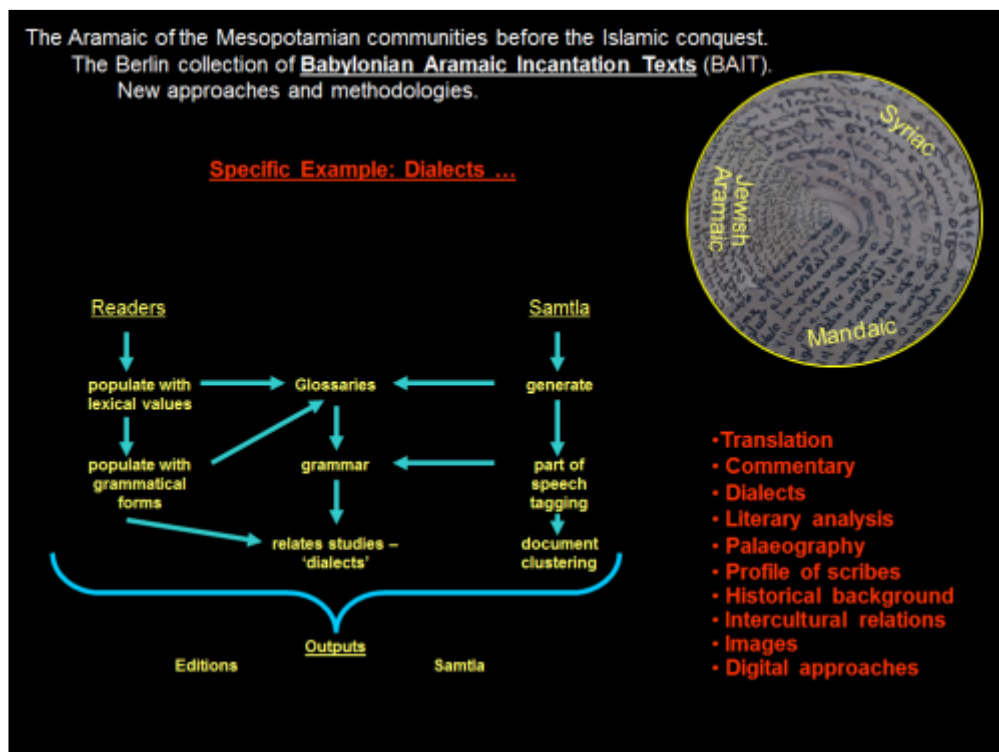 The Aramaic of the Mesopotamian communities before the Islamic conquest.
The Berlin collection of Babylonian Aramaic Incantation Texts (BAIT).
New approaches and methodologies.
Specific Example: Dialects ...
Syriac
Jewish
Aramaic
Mandaic
Readers
populate with
lexical values
populate with
grammatical
forms
Glossaries
grammar
relates studies –
'dialects'
Samtla
generate
part of
speech
tagging
document
clustering
Outputs
Editions
Samtla
•Translation
• Commentary
• Dialects
• Literary analysis
• Palaeography
• Profile of scribes
• Historical background
• Intercultural relations
• Images
• Digital approaches